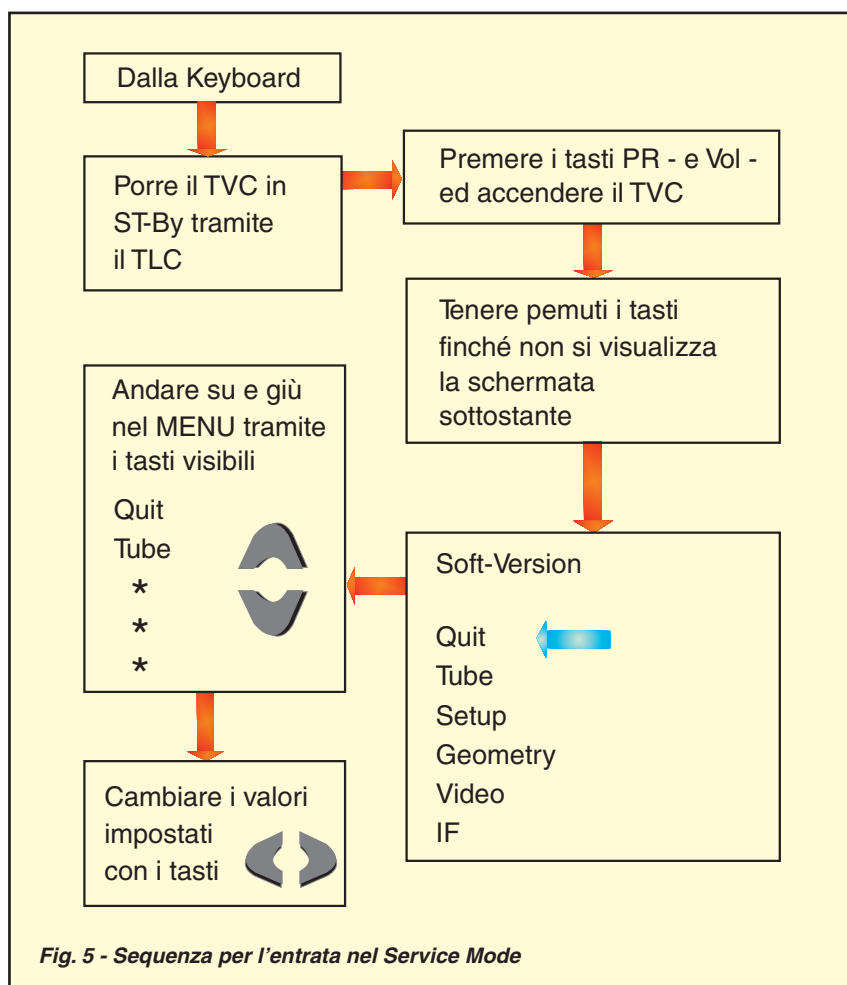 Dalla Keyboard
Porre il TVC in
ST-By tramite
il TLC
Premere i tasti PR - e Vol -
ed accendere il TVC
Tenere pemuti i tasti
finché non si visualizza
la schermata
sottostante
Soft-Version
Quit
Tube
Setup
Geometry
Video
IF
Andare su e giù
nel MENU tramite
i tasti visibili
Quit
Tube
*
*
*
Cambiare i valori
impostati
con i tasti
Fig. 5 - Sequenza per l'entrata nel Service Mode